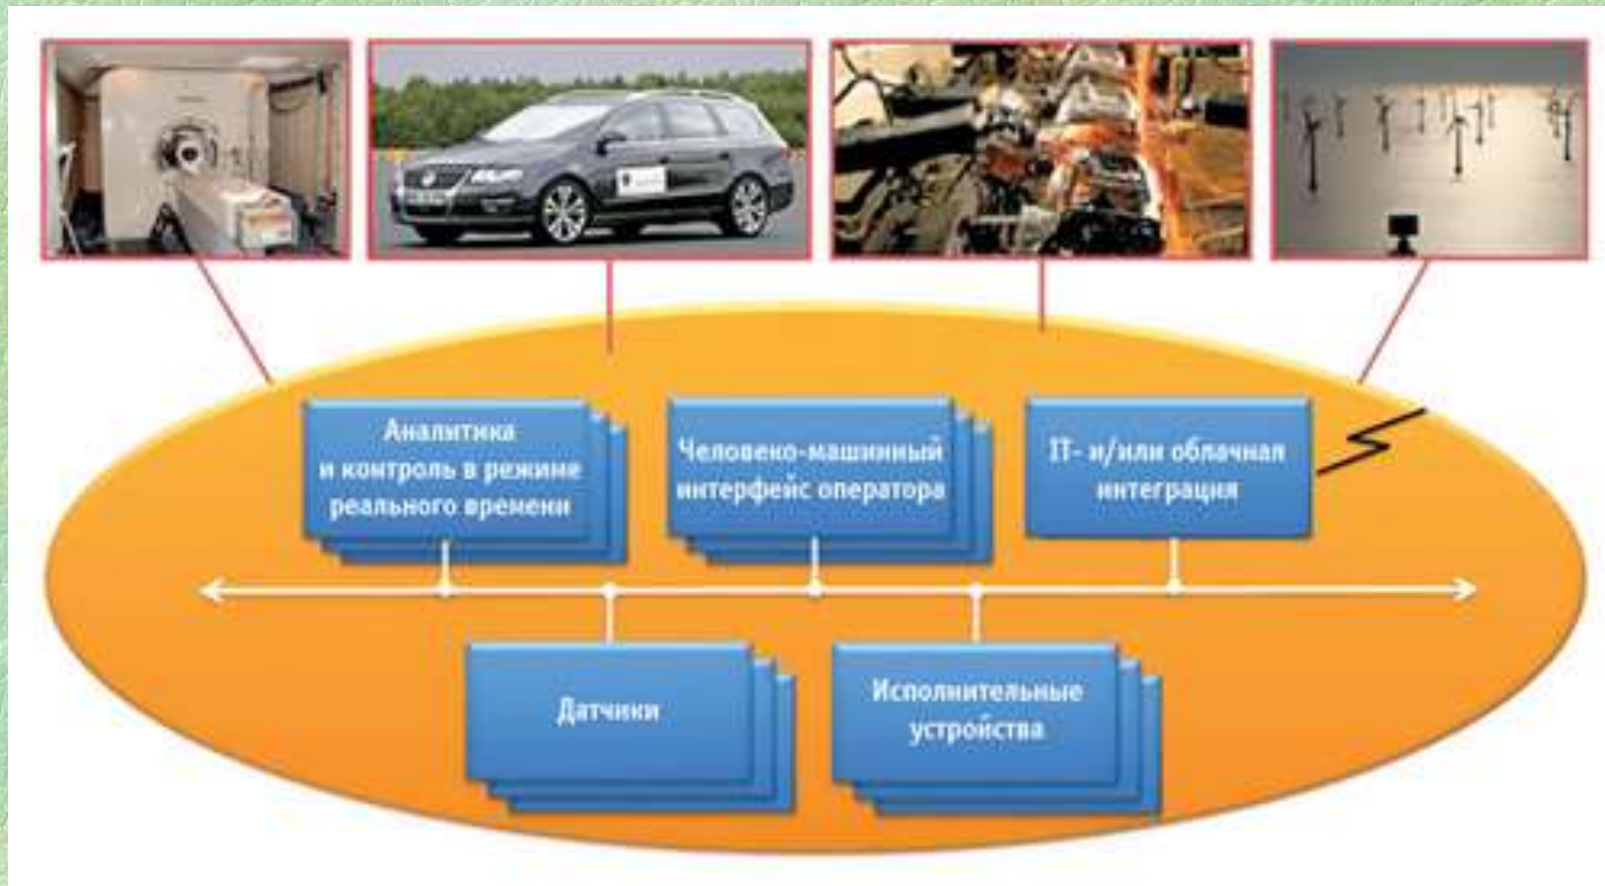 Аналитика
и контроль в режиме
реального времени
Человеко-машинный
интерфейс оператора
IT- и/или облачная
интеграция
Датчики
Исполнительные
устройства